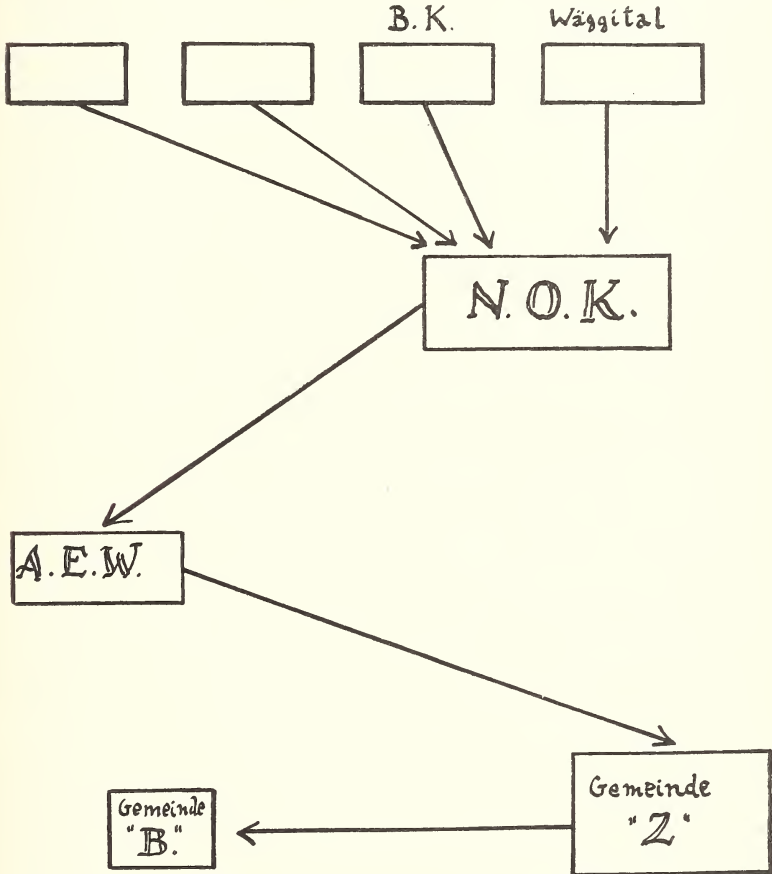 B. K.
Wäggital
N. O. K.
A. E. W.
Gemeinde
"Z"
Gemeinde
"B."